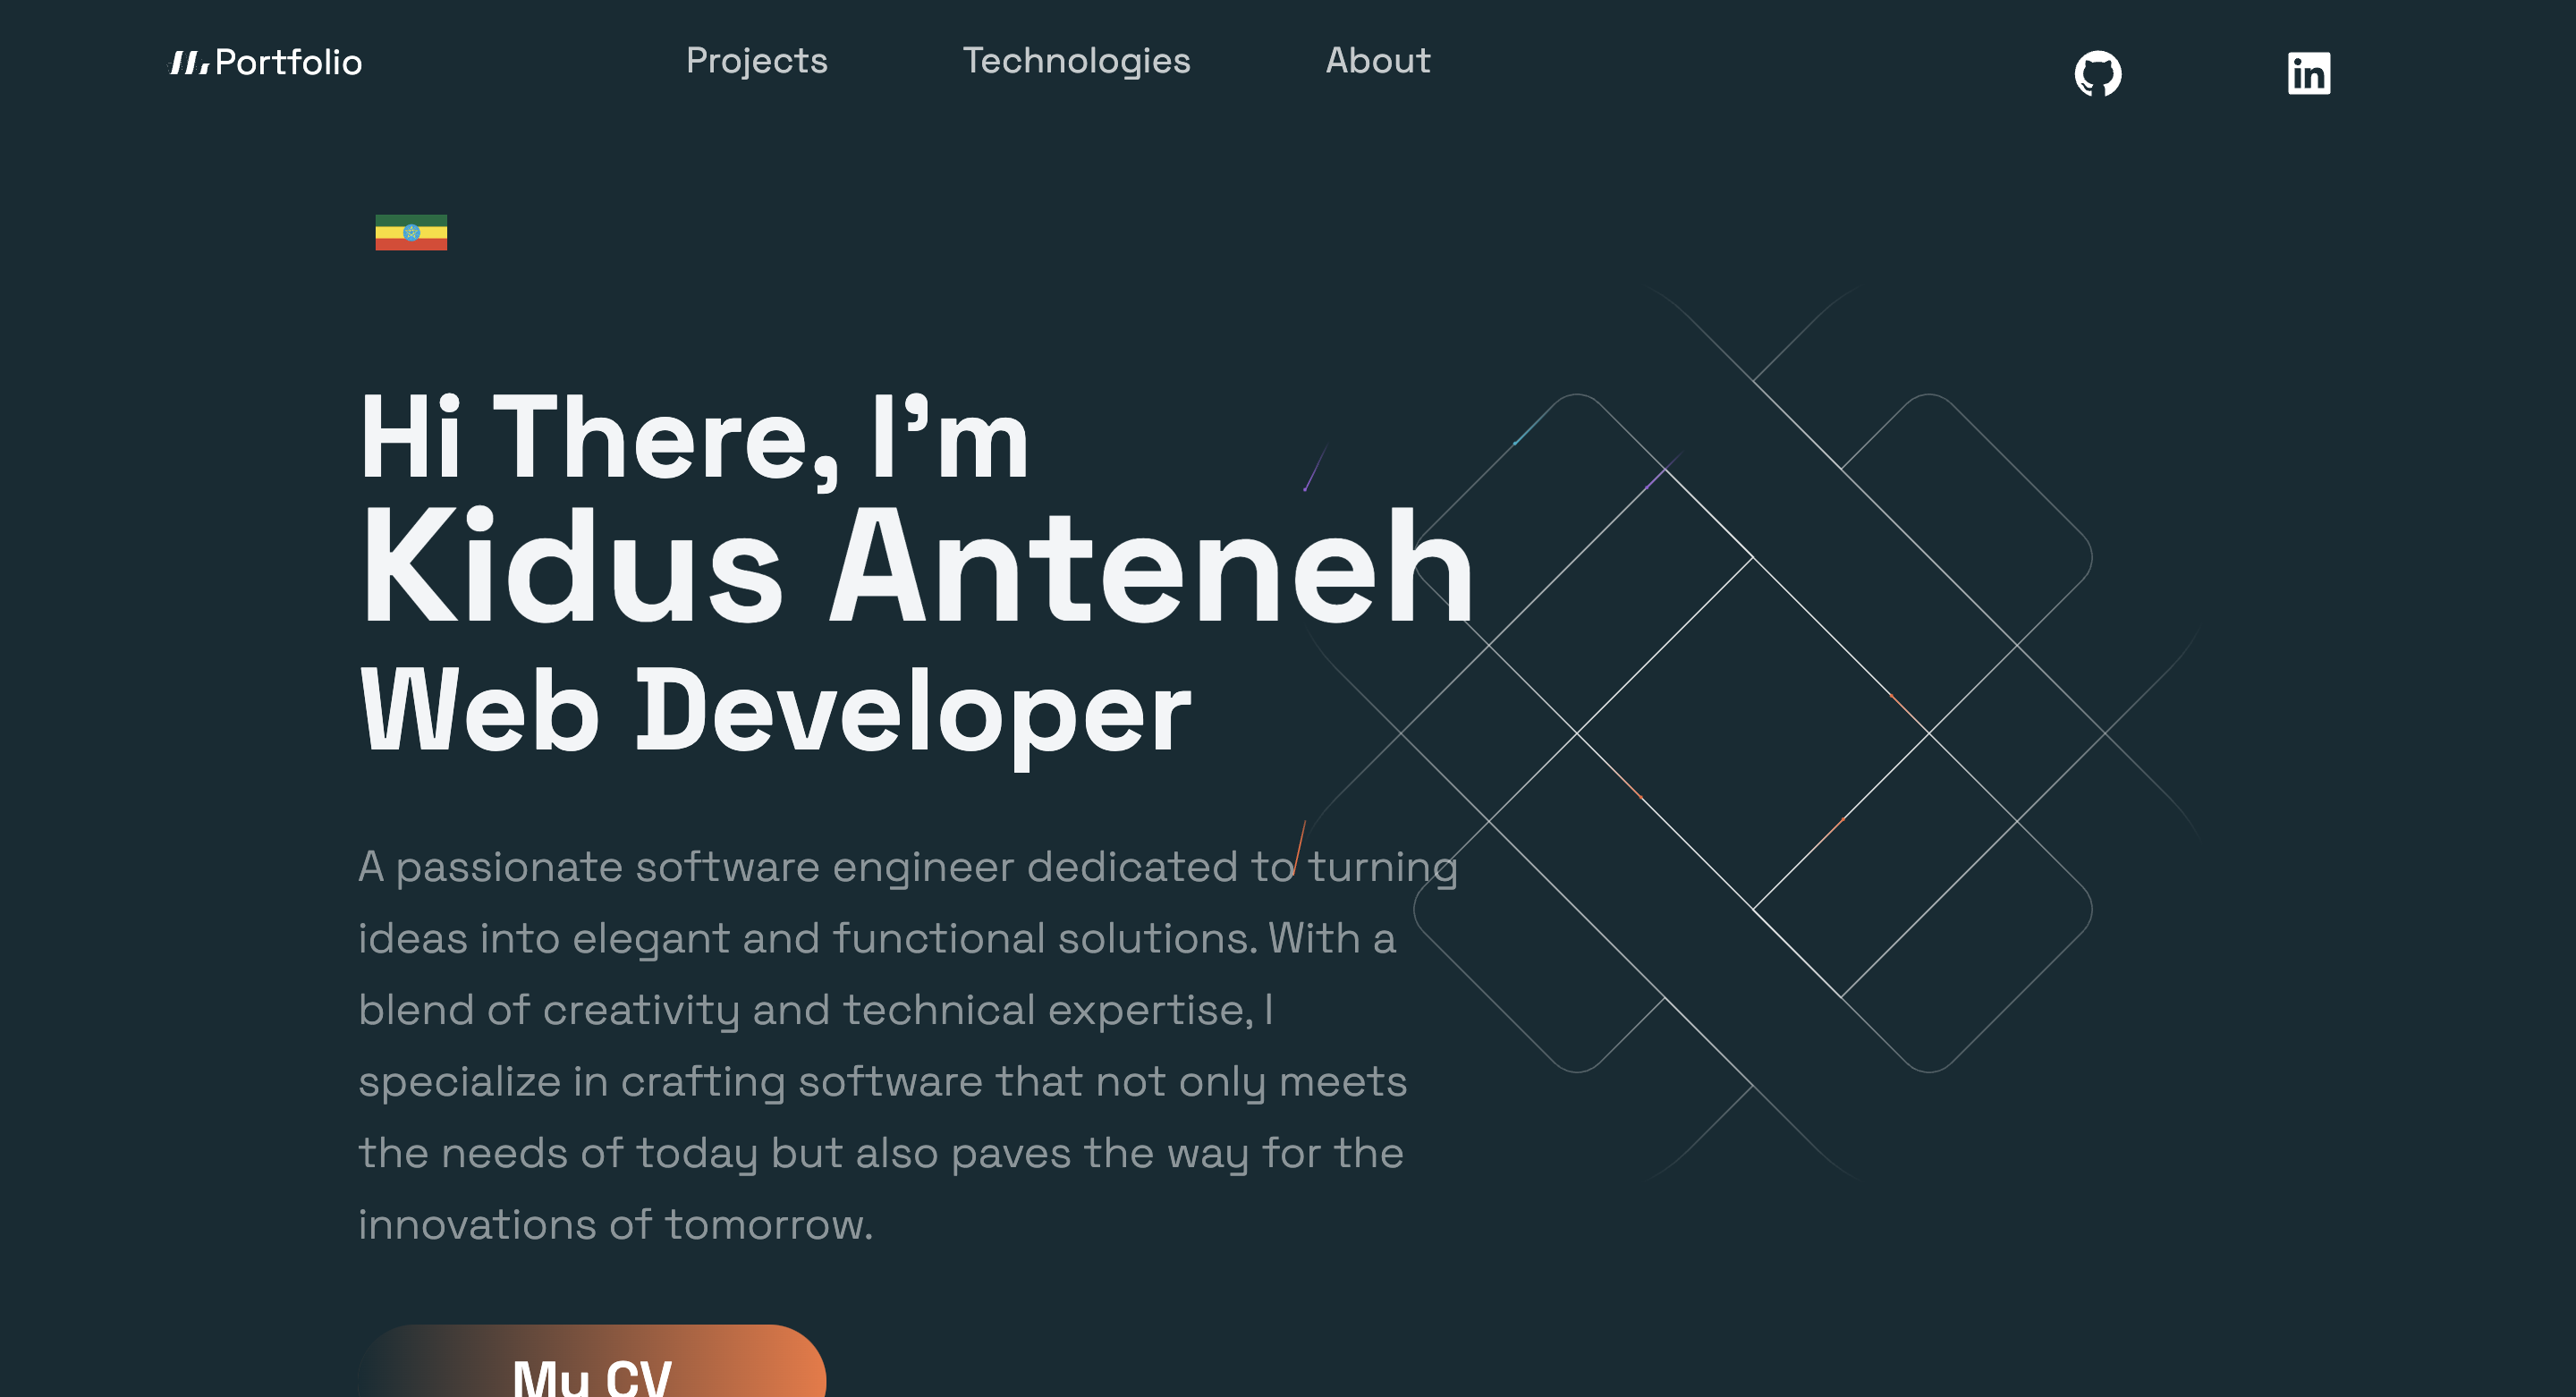 Portfolio
Projects
Technologies
About
Hi There, I'm
Kidus Anteneh
Web Developer
A passionate software engineer dedicated to turning
ideas into elegant and functional solutions. With a
blend of creativity and technical expertise, I
specialize in crafting software that not only meets
the needs of today but also paves the way for the
innovations of tomorrow.
My CV